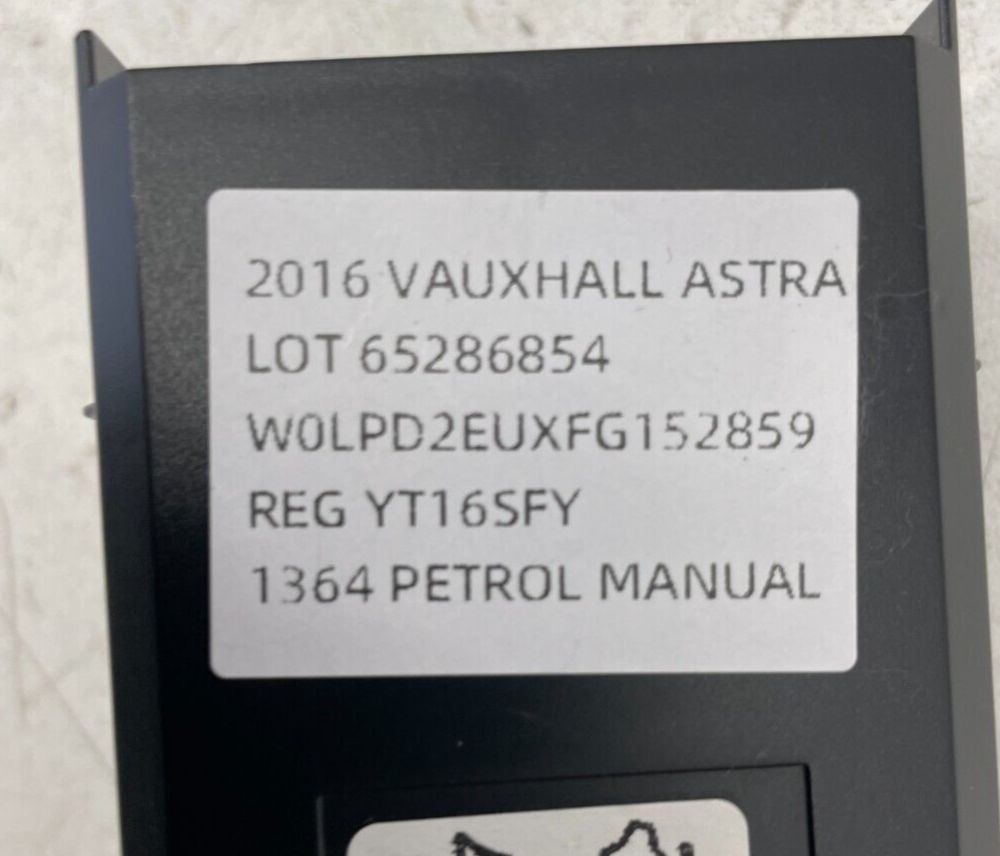 2016 VAUXHALL ASTRA
LOT 65286854
W0LPD2EUXFG152859
REG YT16SFY
1364 PETROL MANUAL